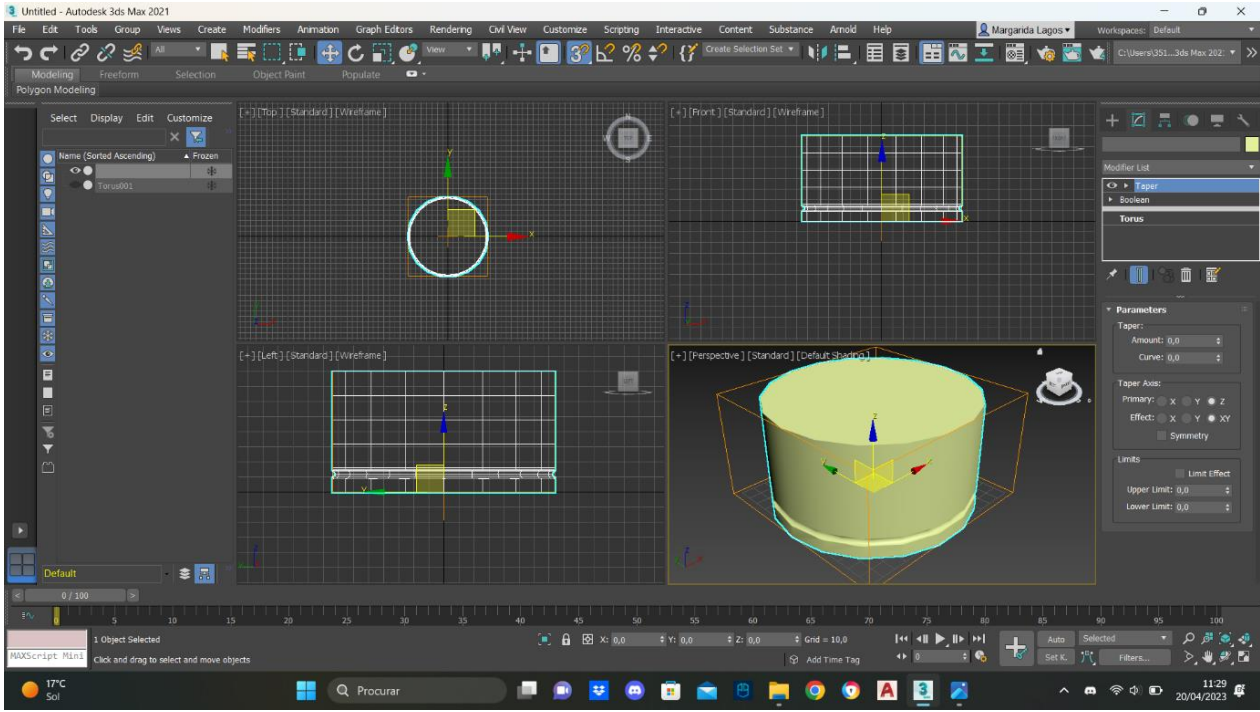 3 Untitled - Autodesk 3ds Max 2021
File Edit Tools Group Views Create Modifiers Animation Graph Editors Rendering Civil View Customize Scripting Interactive Content Substance Arnold Help Margarida Lagos Workspaces: Default
All View Create Selection Set C:\Users\351...3ds Max 202:
Modeling Freeform Selection Object Paint Populate
Polygon Modeling
Select Display Edit Customize
Name (Sorted Ascending) Frozen
Torus001
Default
[+] [Top ] [Standard ] [Wireframe ]
[+] [Front ] [Standard ] [Wireframe ]
[+] [Left ] [Standard ] [Wireframe ]
[+] [Perspective ] [Standard ] [Default Shading ]
Modifier List
Taper
Boolean
Torus
Parameters
Taper:
Amount: 0,0
Curve: 0,0
Taper Axis:
Primary: X Y Z
Effect: X Y XY
Symmetry
Limits
Limit Effect
Upper Limit: 0,0
Lower Limit: 0,0
0 / 100
0 5 10 15 20 25 30 35 40 45 50 55 60 65 70 75 80 85 90 95 100
1 Object Selected X: 0,0 Y: 0,0 Z: 0,0 Grid = 10,0 Auto Selected
MAXScript Mini Click and drag to select and move objects Add Time Tag 0 Set K. Filters...
17°C
Sol
Procurar
11:29
20/04/2023